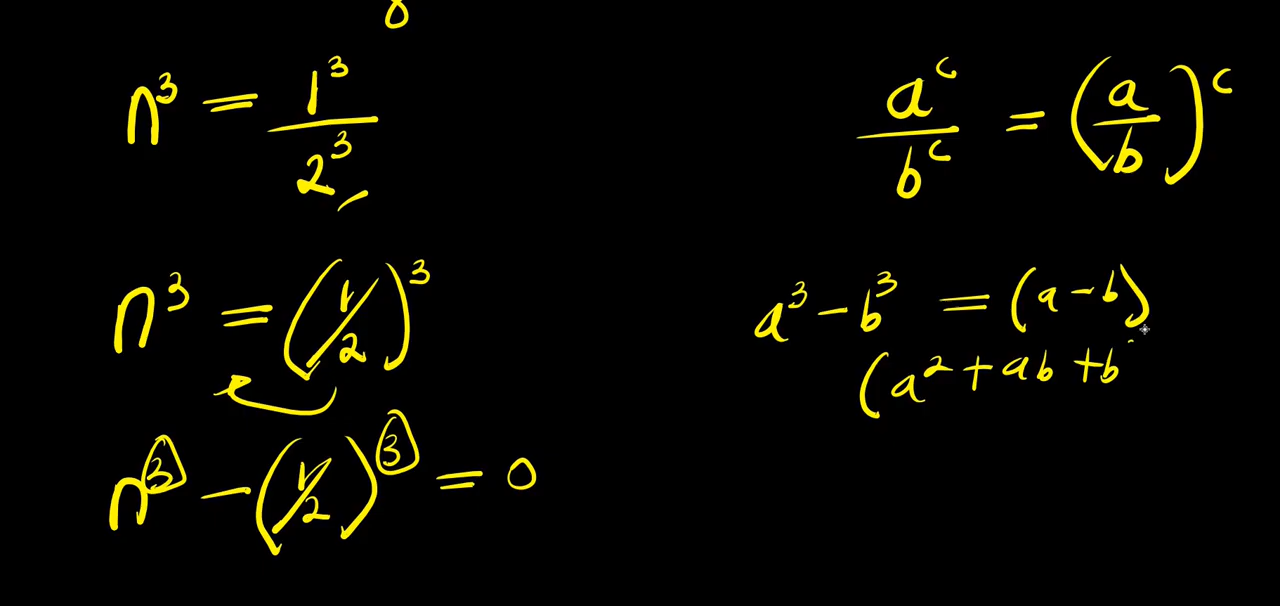 8
n³ = 1³/2³
a^c/b^c = (a/b)^c
n³ = (1/2)³
a³ - b³ = (a - b)
(a² + ab + b
n³ - (1/2)³ = 0